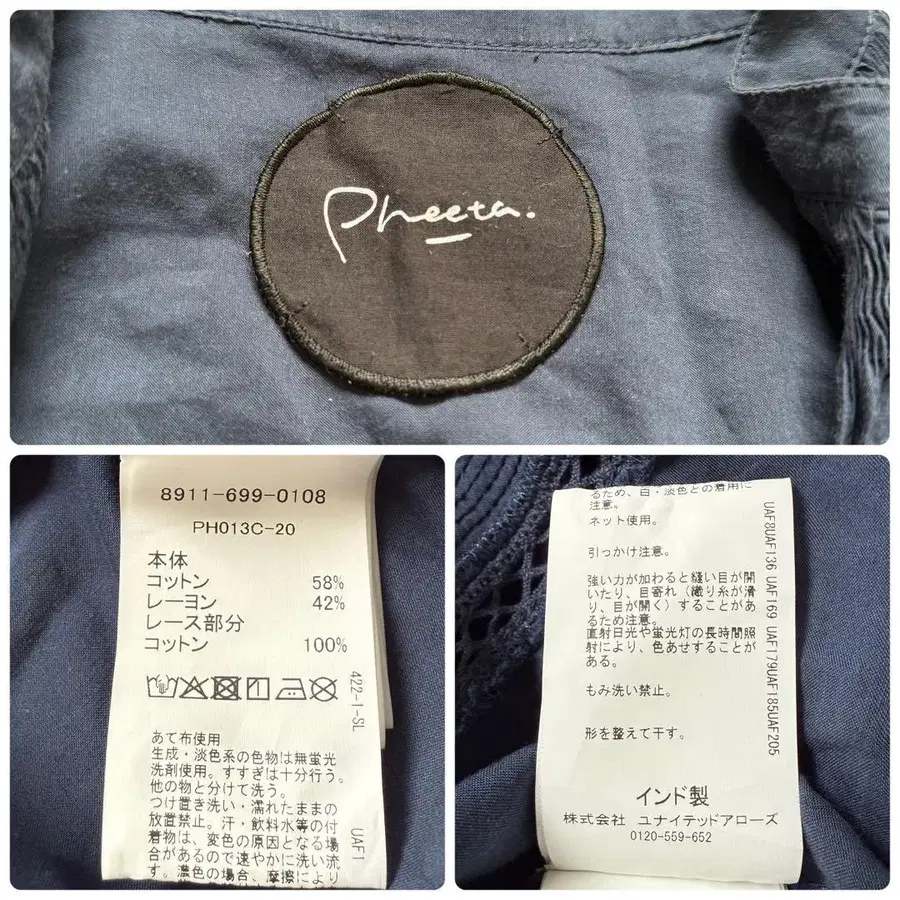 Pheeta.
8911-699-0108
PH013C-20
本体
コットン 58%
レーヨン 42%
レース部分
コットン 100%
422-1-SL
あて布使用
生成・淡色系の色物は無蛍光
洗剤使用。すすぎは十分行う。
他の物と分けて洗う。
つけ置き洗い・濡れたままの
放置禁止。汗・飲料水等の付
着物は、変色の原因となる場
合があるので速やかに洗い流
す。濃色の場合、摩擦により
UAF1
るため、白・淡色との着用に
注意。
ネット使用。
引っかけ注意。
強い力が加わると縫い目が開
いたり、目寄れ（織り糸が滑
り、目が開く）することがあ
るため注意。
直射日光や蛍光灯の長時間照
射により、色あせすることが
ある。
もみ洗い禁止。
形を整えて干す。
インド製
株式会社 ユナイテッドアローズ
0120-559-652
UAF8UAF136 UAF169 UAF179UAF185UAF205